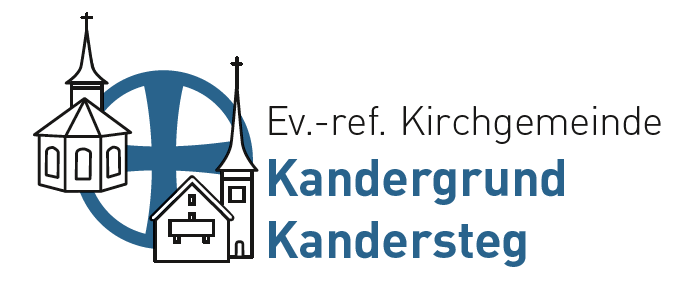 Ev.-ref. Kirchgemeinde
Kandergrund
Kandersteg